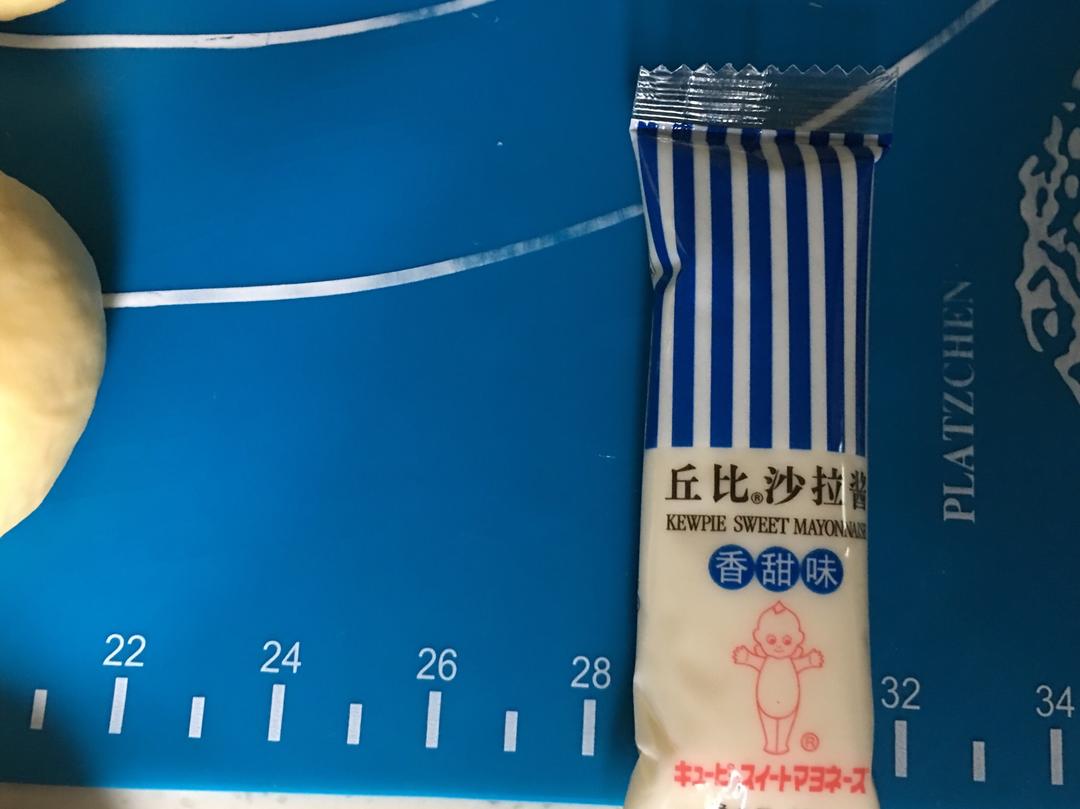 丘比®沙拉酱
KEWPIE SWEET MAYONNAISE
香甜味
®
キューピースイートマヨネーズ
PLATZCHEN
22 24 26 28 32 34